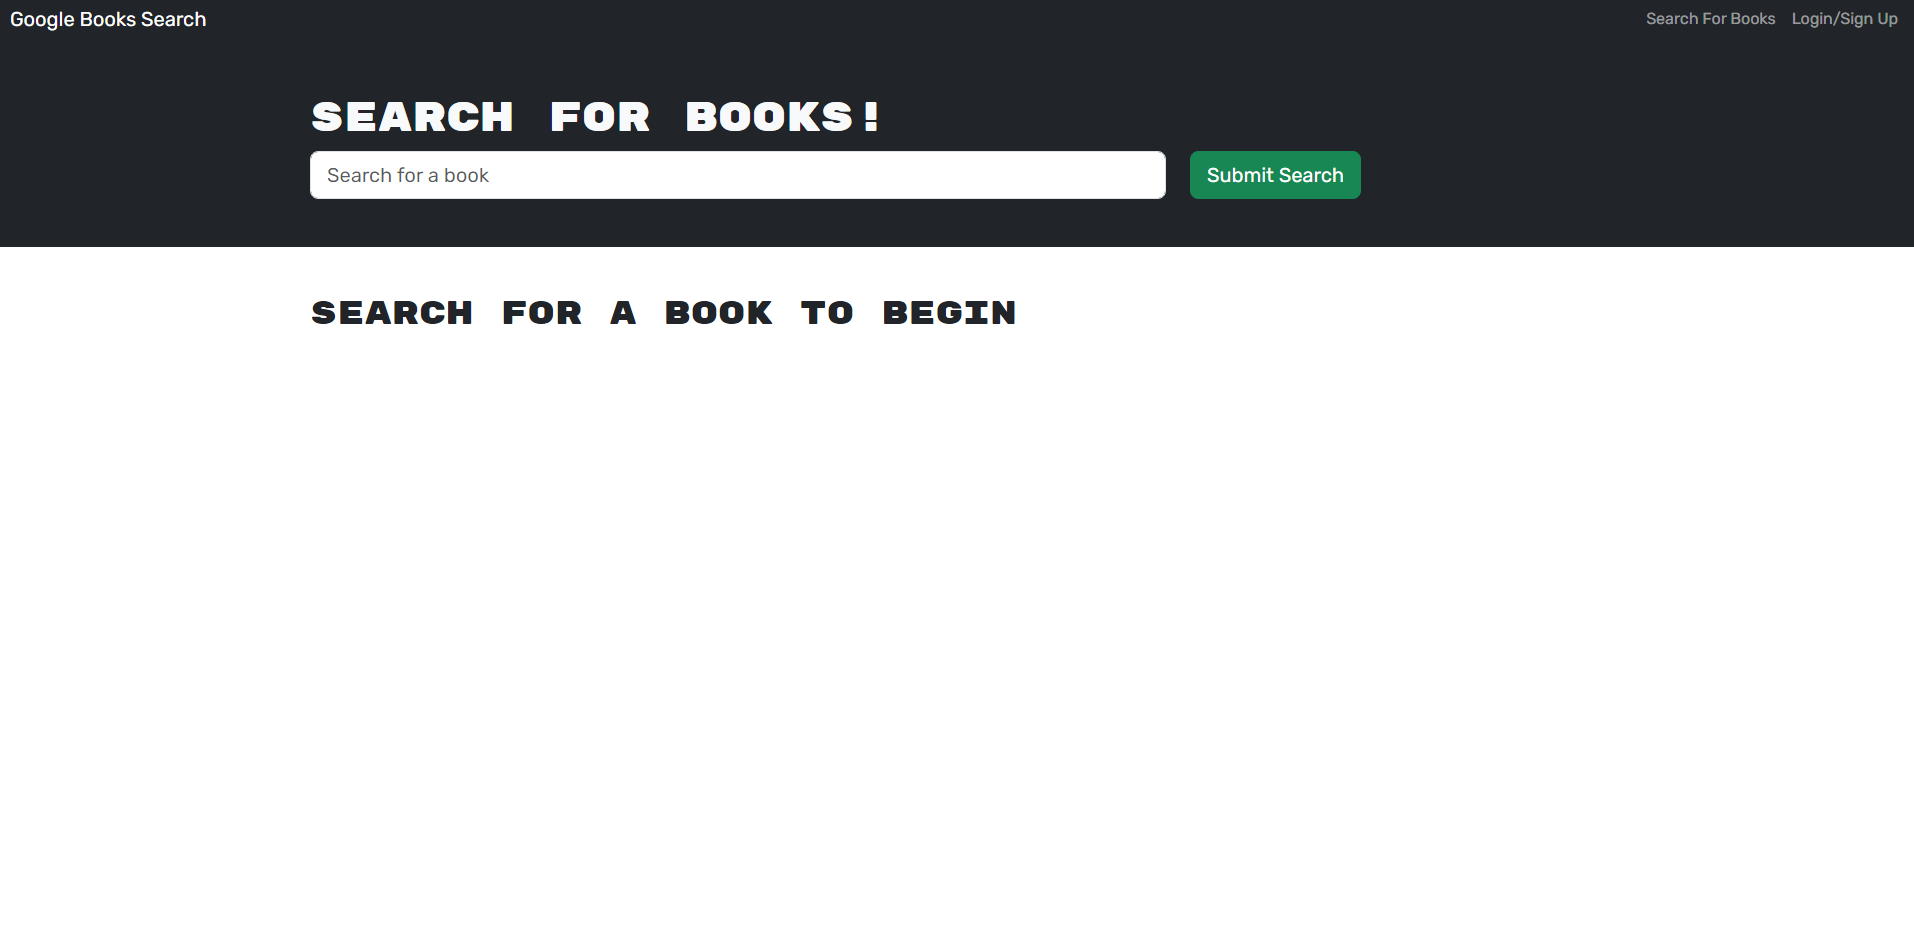 Google Books Search
Search For Books
Login/Sign Up
SEARCH FOR BOOKS!
Search for a book
Submit Search
SEARCH FOR A BOOK TO BEGIN